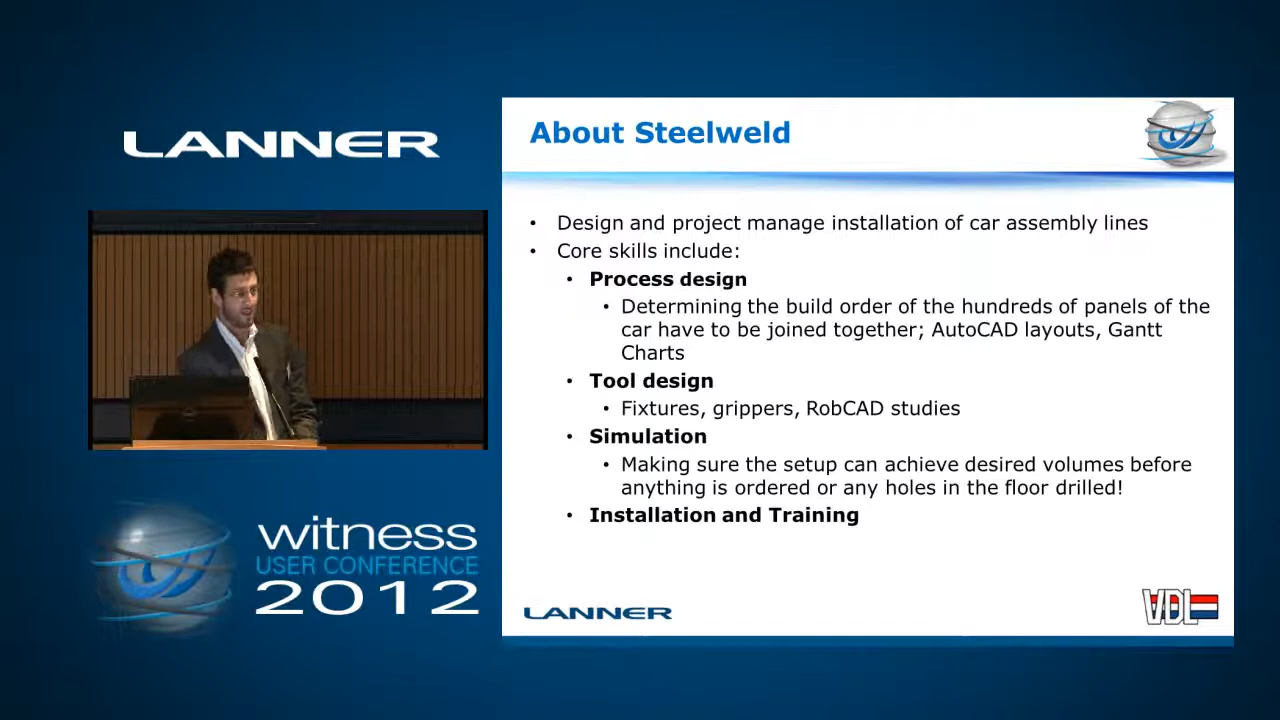 LANNER
About Steelweld
• Design and project manage installation of car assembly lines
• Core skills include:
• Process design
• Determining the build order of the hundreds of panels of the
car have to be joined together; AutoCAD layouts, Gantt
Charts
• Tool design
• Fixtures, grippers, RobCAD studies
• Simulation
• Making sure the setup can achieve desired volumes before
anything is ordered or any holes in the floor drilled!
• Installation and Training
witness
USER CONFERENCE
2012
LANNER
VDL